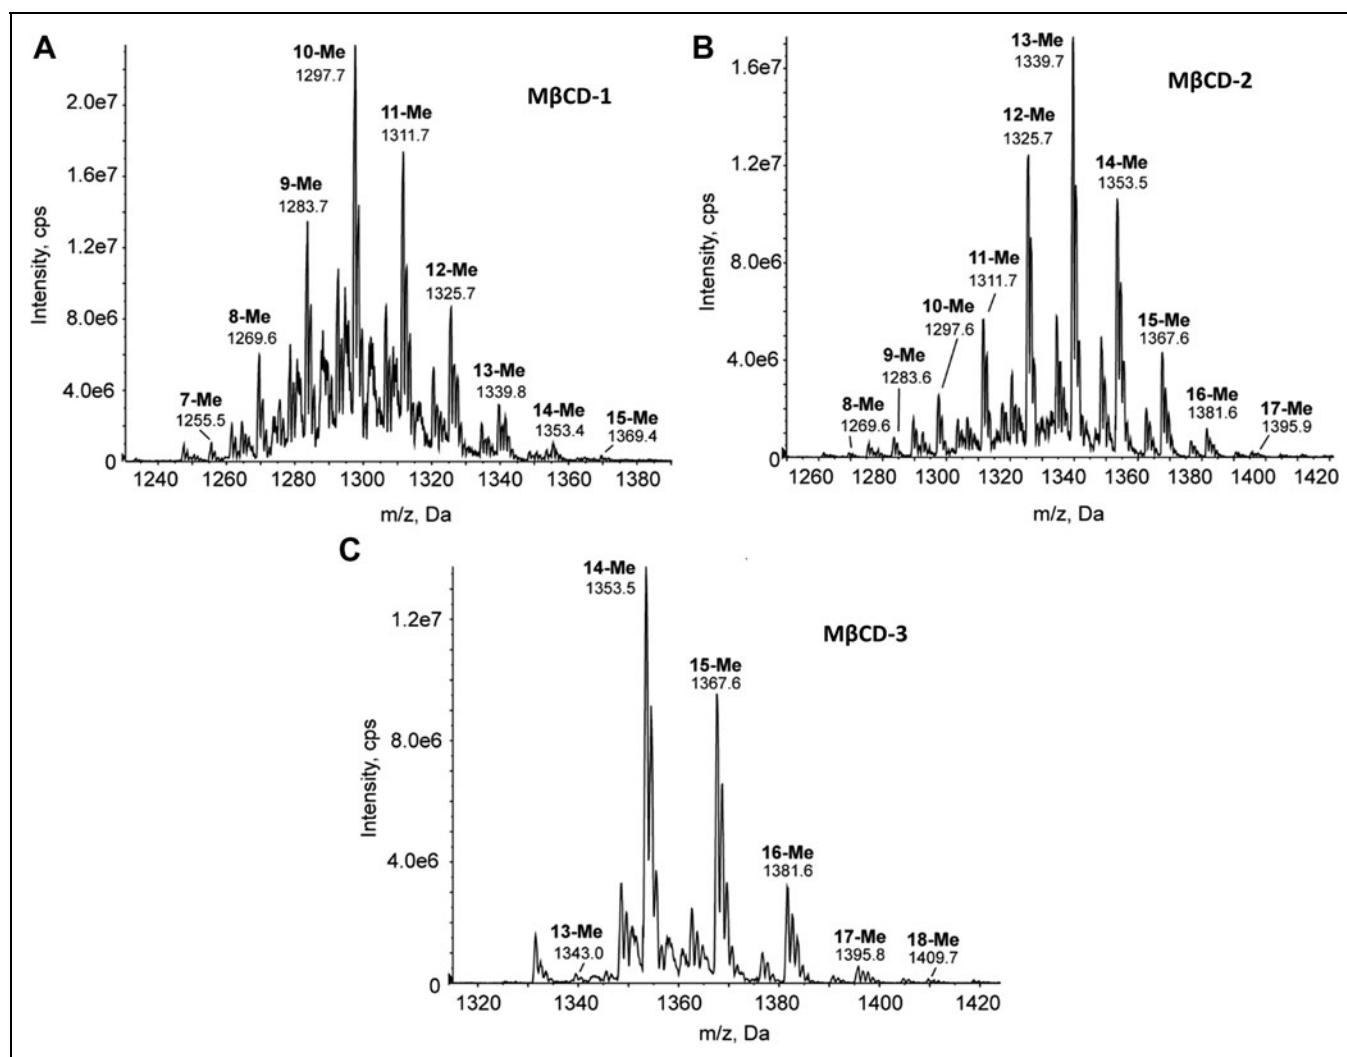 A
MβCD-1
Intensity, cps
2.0e7
1.6e7
1.2e7
8.0e6
4.0e6
0
7-Me
1255.5
8-Me
1269.6
9-Me
1283.7
10-Me
1297.7
11-Me
1311.7
12-Me
1325.7
13-Me
1339.8
14-Me
1353.4
15-Me
1369.4
1240 1260 1280 1300 1320 1340 1360 1380
m/z, Da
B
MβCD-2
Intensity, cps
1.6e7
1.2e7
8.0e6
4.0e6
0
8-Me
1269.6
9-Me
1283.6
10-Me
1297.6
11-Me
1311.7
12-Me
1325.7
13-Me
1339.7
14-Me
1353.5
15-Me
1367.6
16-Me
1381.6
17-Me
1395.9
1260 1280 1300 1320 1340 1360 1380 1400 1420
m/z, Da
C
MβCD-3
Intensity, cps
1.2e7
8.0e6
4.0e6
0
13-Me
1343.0
14-Me
1353.5
15-Me
1367.6
16-Me
1381.6
17-Me
1395.8
18-Me
1409.7
1320 1340 1360 1380 1400 1420
m/z, Da